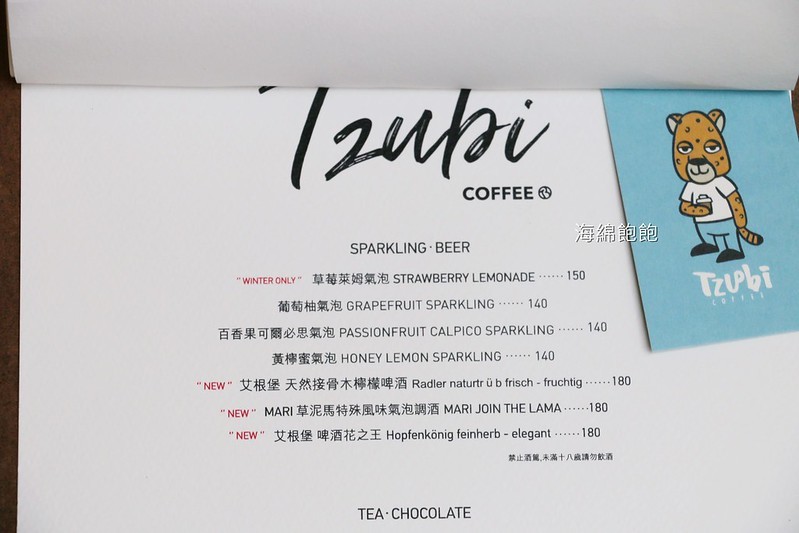 Tzubi
COFFEE
海綿飽飽
TZUBI
COFFEE
SPARKLING · BEER
“WINTER ONLY” 草莓萊姆氣泡 STRAWBERRY LEMONADE ······ 150
葡萄柚氣泡 GRAPEFRUIT SPARKLING ······ 140
百香果可爾必思氣泡 PASSIONFRUIT CALPICO SPARKLING ······ 140
黃檸蜜氣泡 HONEY LEMON SPARKLING ······ 140
“NEW” 艾根堡 天然接骨木檸檬啤酒 Radler naturtr ü b frisch - fruchtig ······180
“NEW” MARI 草泥馬特殊風味氣泡調酒 MARI JOIN THE LAMA ······180
“NEW” 艾根堡 啤酒花之王 Hopfenkönig feinherb - elegant ······180
禁止酒駕,未滿十八歲請勿飲酒
TEA · CHOCOLATE